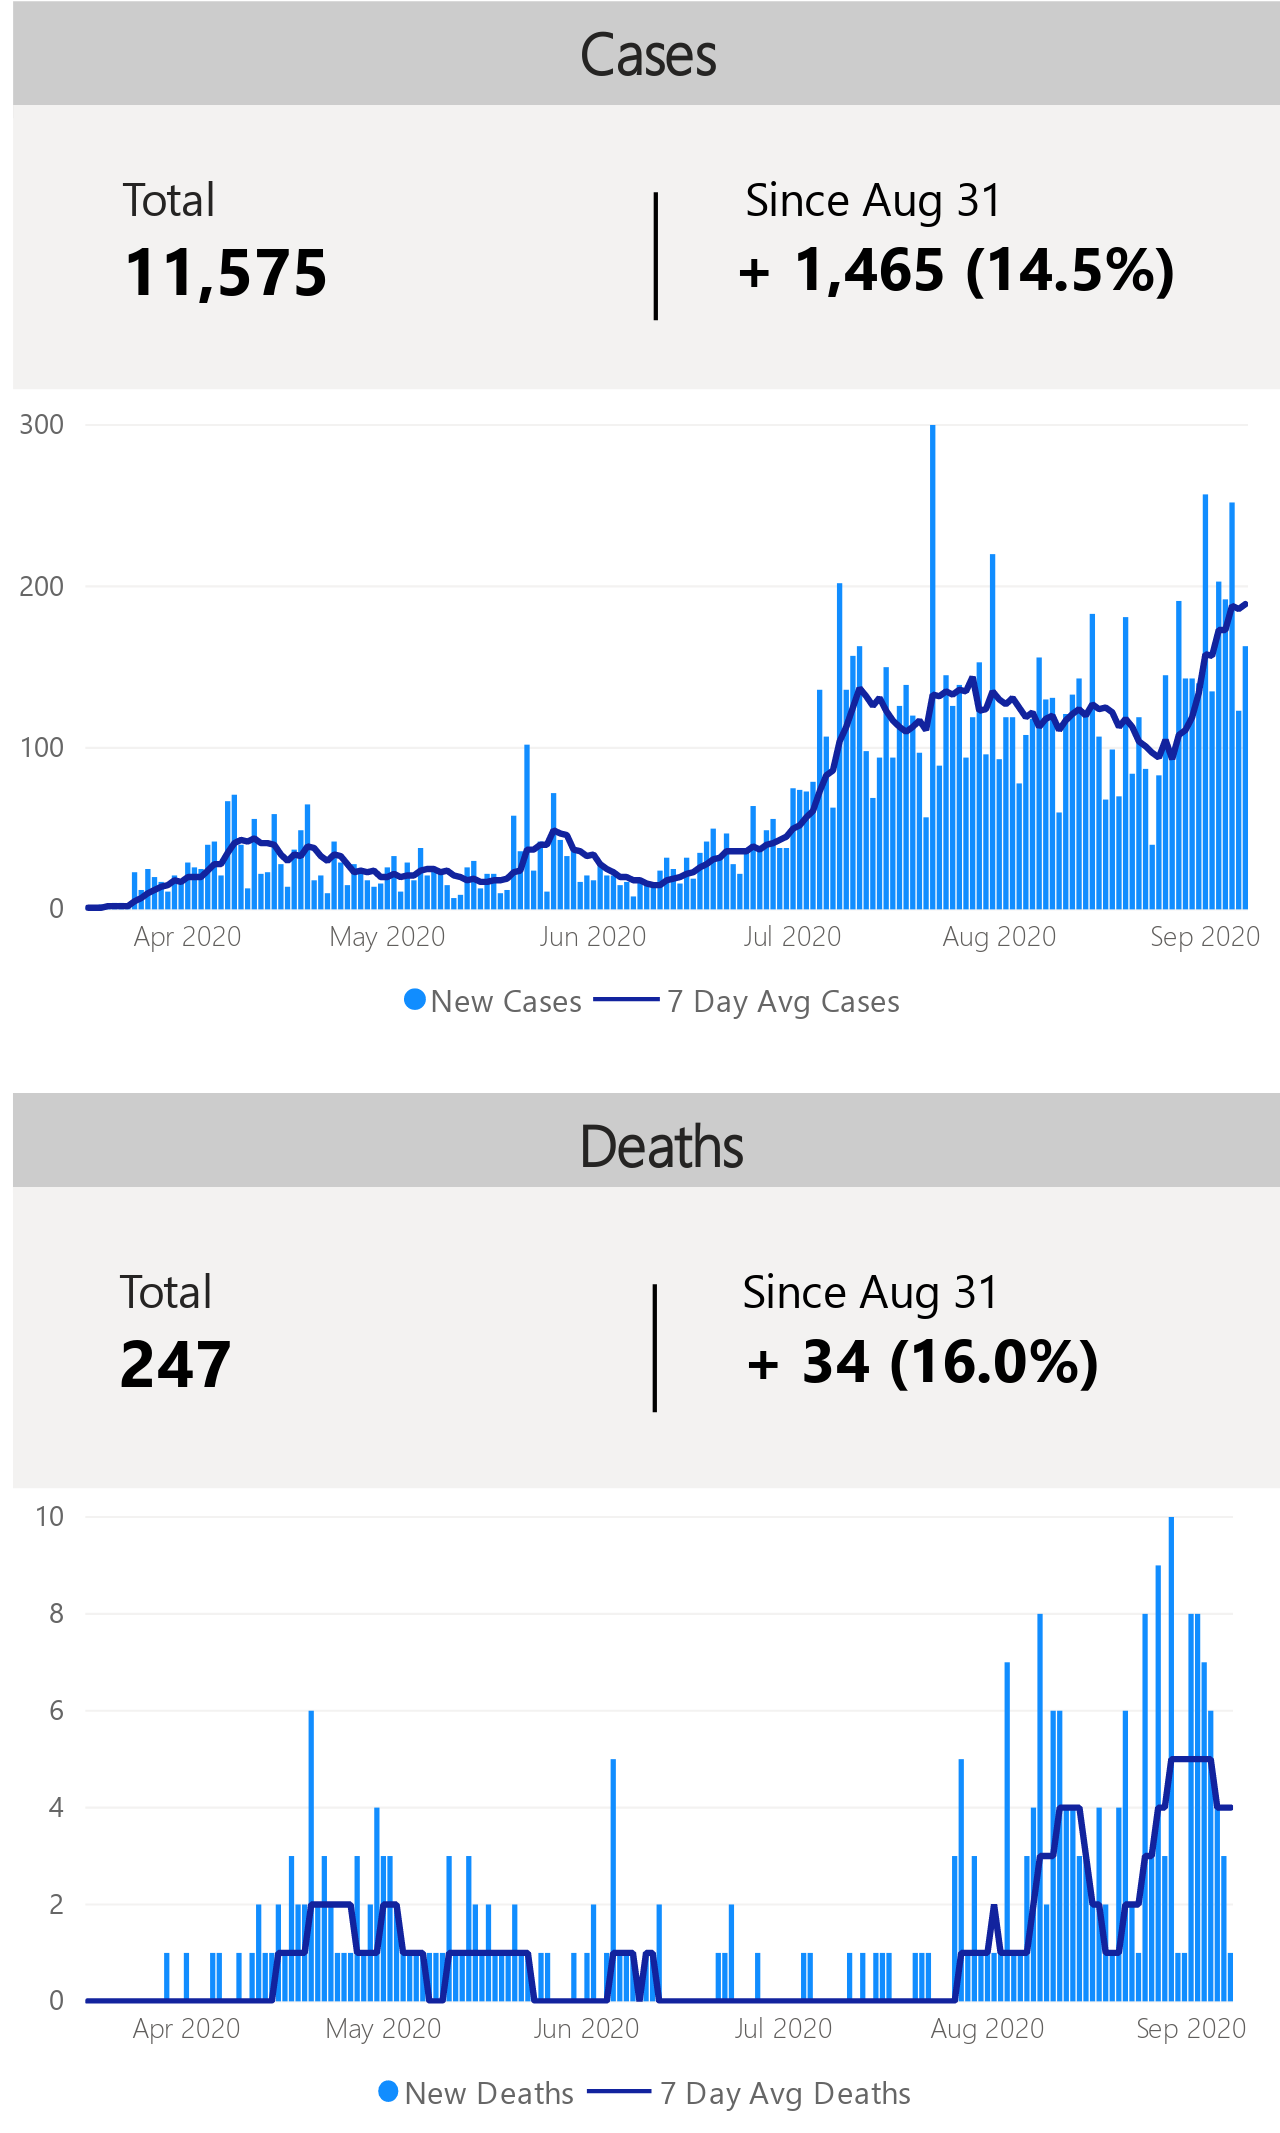 Cases
Total
Since Aug 31
11,575
+ 1,465 (14.5%)
300
200
100
0
Apr 2020
May 2020
Jun 2020
Jul 2020
Aug 2020
Sep 2020
New Cases
7 Day Avg Cases
Deaths
Total
Since Aug 31
247
+ 34 (16.0%)
10
8
6
4
2
0
Apr 2020
May 2020
Jun 2020
Jul 2020
Aug 2020
Sep 2020
New Deaths
7 Day Avg Deaths